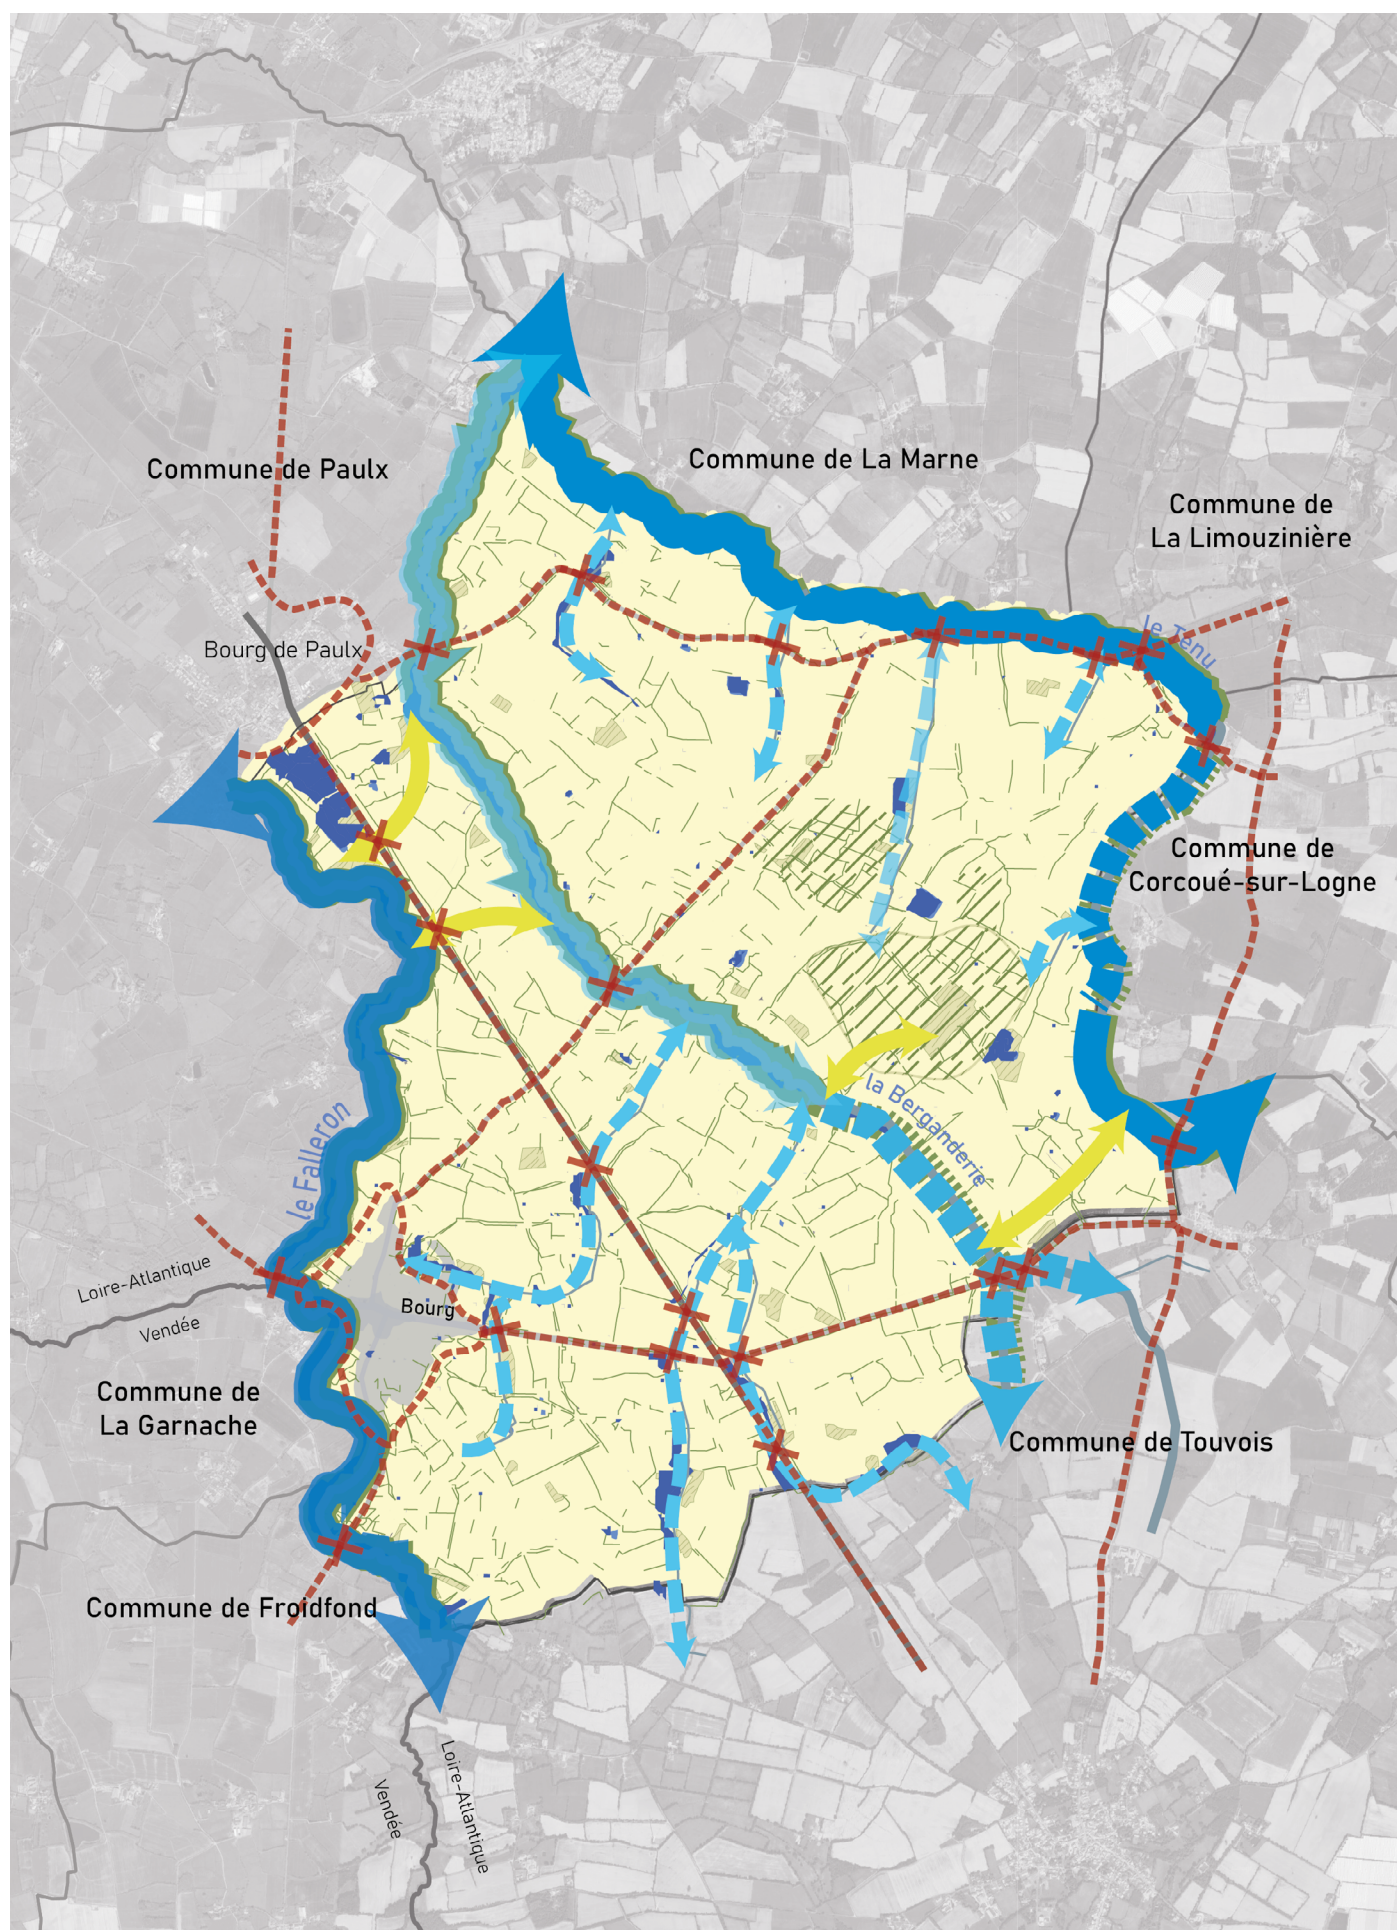 Commune de Paulx
Commune de La Marne
Commune de
La Limouzinière
le Tenu
Bourg de Paulx
Commune de
Corcoué-sur-Logne
la Berganderie
le Falleron
Loire-Atlantique
Vendée
Bourg
Commune de
La Garnache
Commune de Touvois
Commune de Froidfond
Loire-Atlantique
Vendée